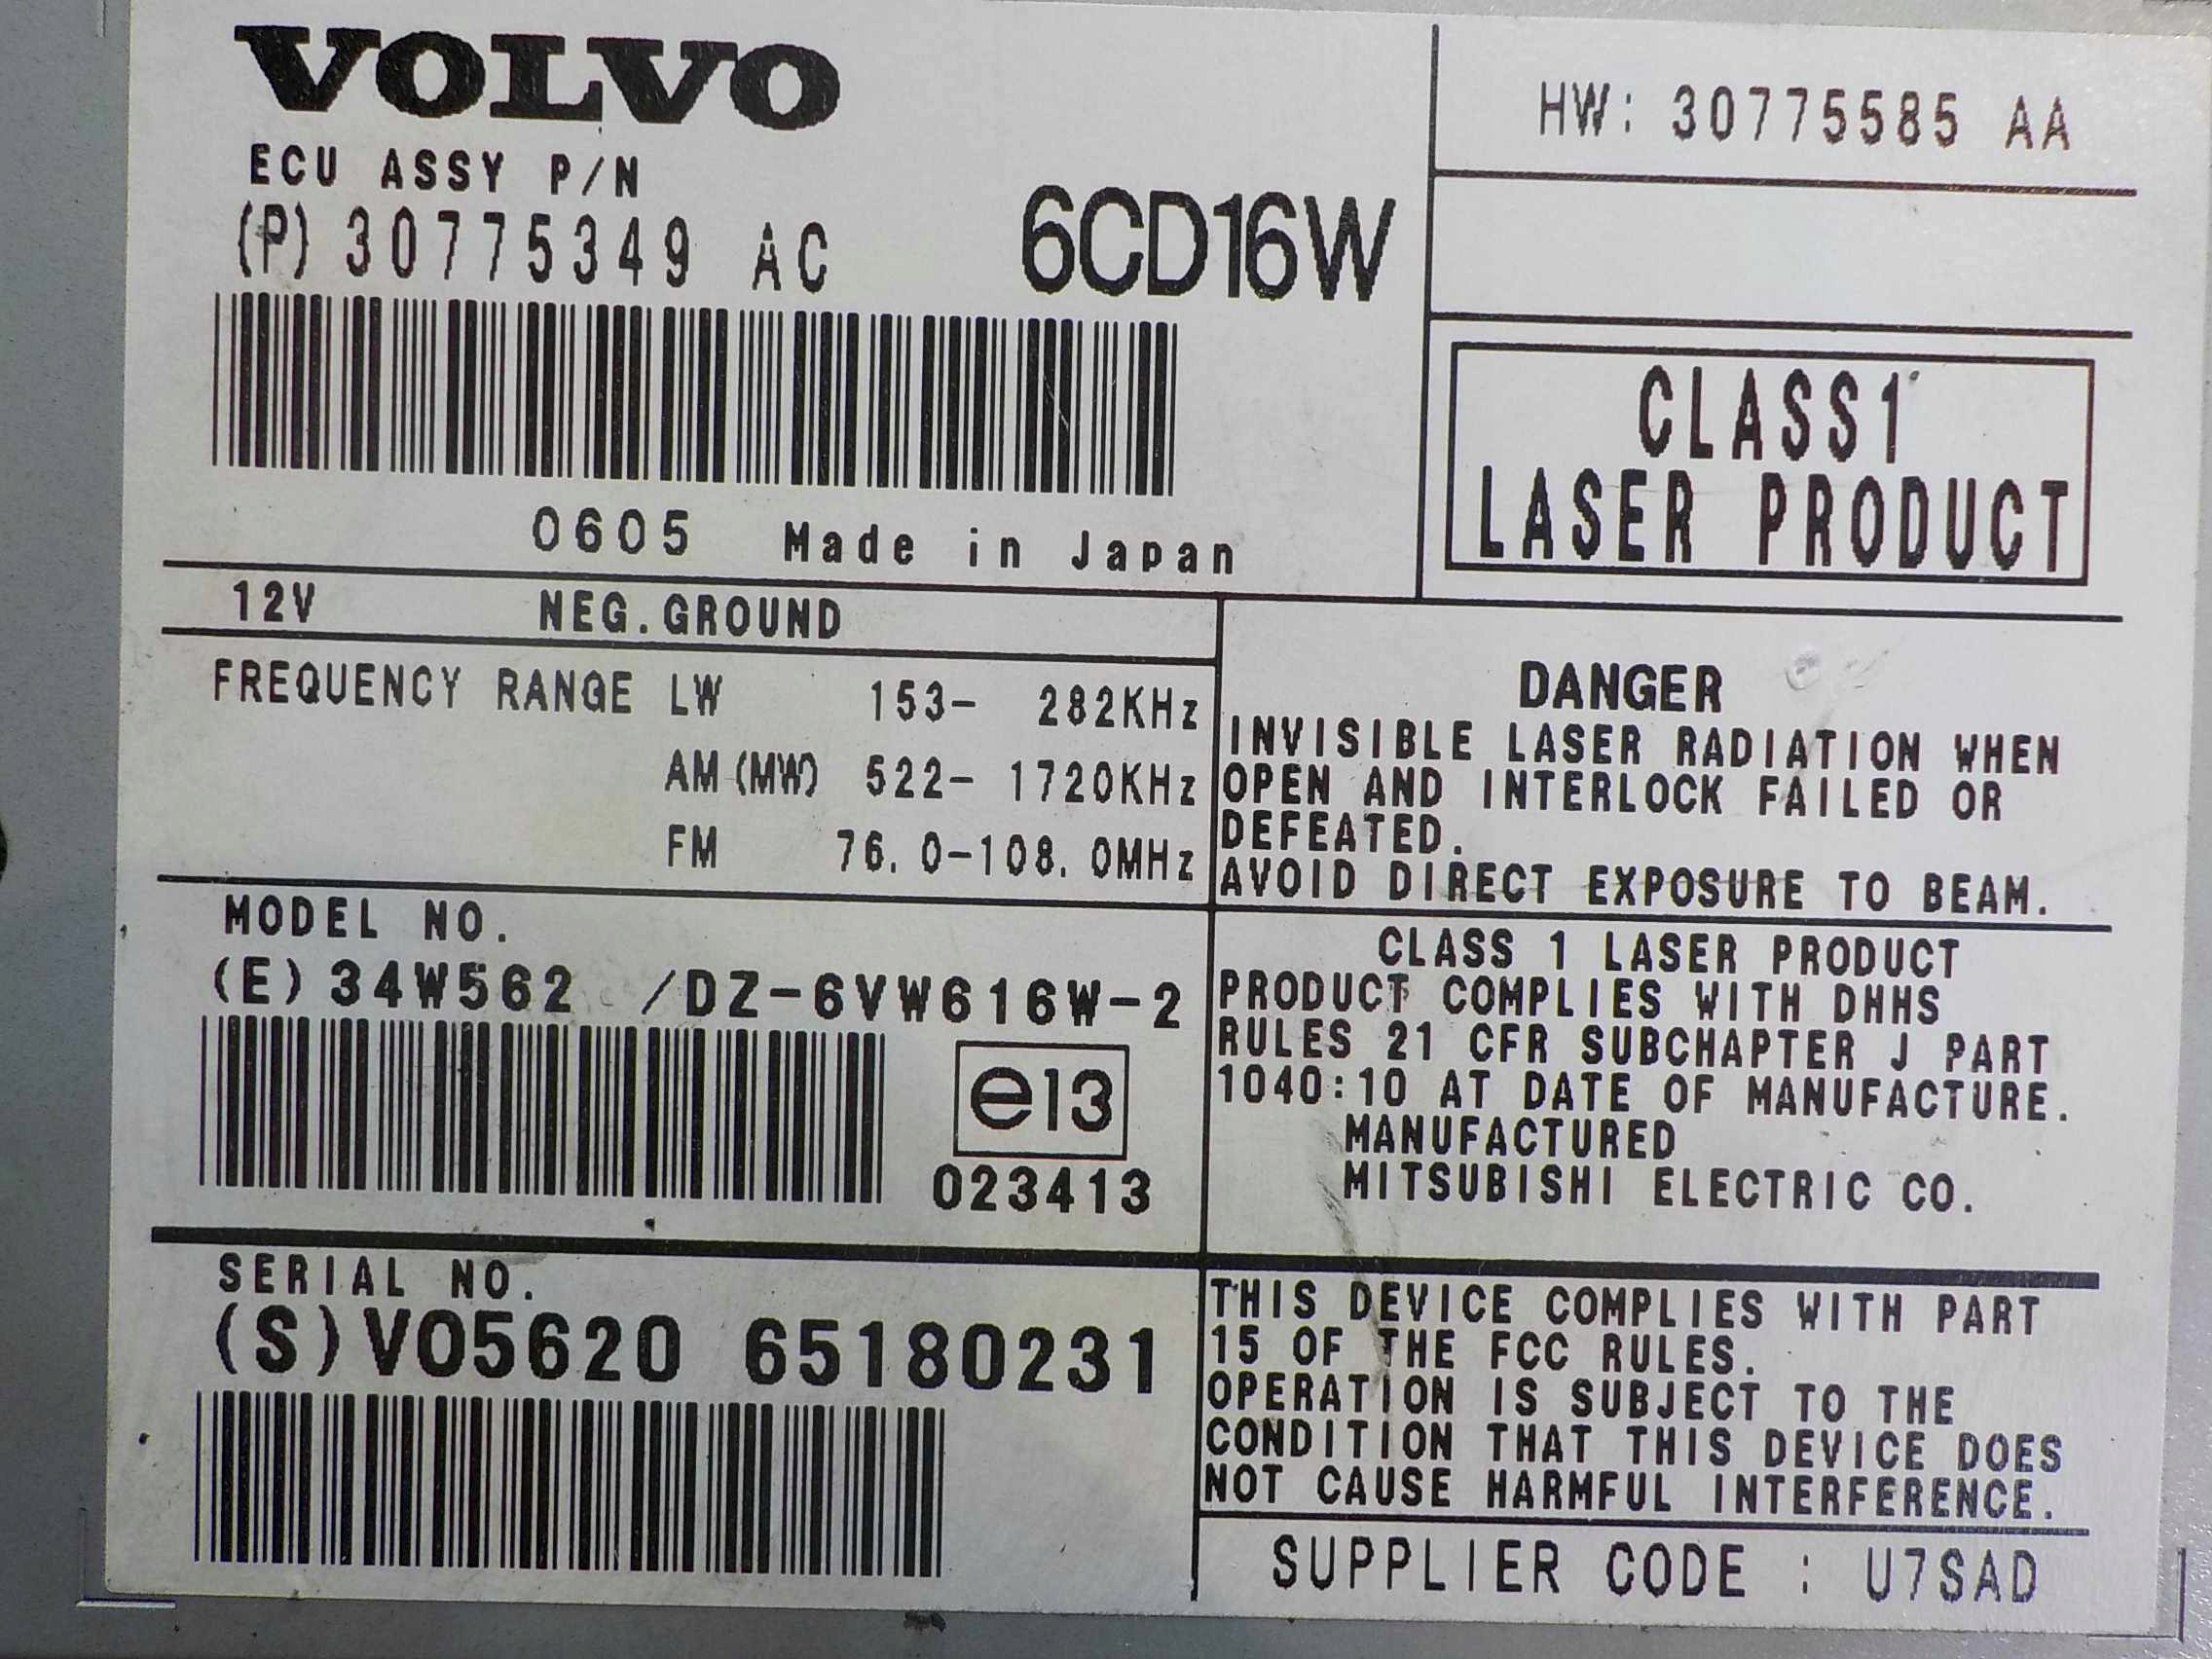 VOLVO
ECU ASSY P/N
(P) 30775349 AC
6CD16W
0605 Made in Japan
HW: 30775585 AA
CLASS1
LASER PRODUCT
12V NEG.GROUND
FREQUENCY RANGE LW 153- 282KHz
AM (MW) 522- 1720KHz
FM 76.0-108.0MHz
DANGER
INVISIBLE LASER RADIATION WHEN
OPEN AND INTERLOCK FAILED OR
DEFEATED.
AVOID DIRECT EXPOSURE TO BEAM.
MODEL NO.
(E) 34W562 /DZ-6VW616W-2
e13
023413
CLASS 1 LASER PRODUCT
PRODUCT COMPLIES WITH DHHS
RULES 21 CFR SUBCHAPTER J PART
1040:10 AT DATE OF MANUFACTURE.
MANUFACTURED
MITSUBISHI ELECTRIC CO.
SERIAL NO.
(S) VO5620 65180231
THIS DEVICE COMPLIES WITH PART
15 OF THE FCC RULES.
OPERATION IS SUBJECT TO THE
CONDITION THAT THIS DEVICE DOES
NOT CAUSE HARMFUL INTERFERENCE.
SUPPLIER CODE : U7SAD